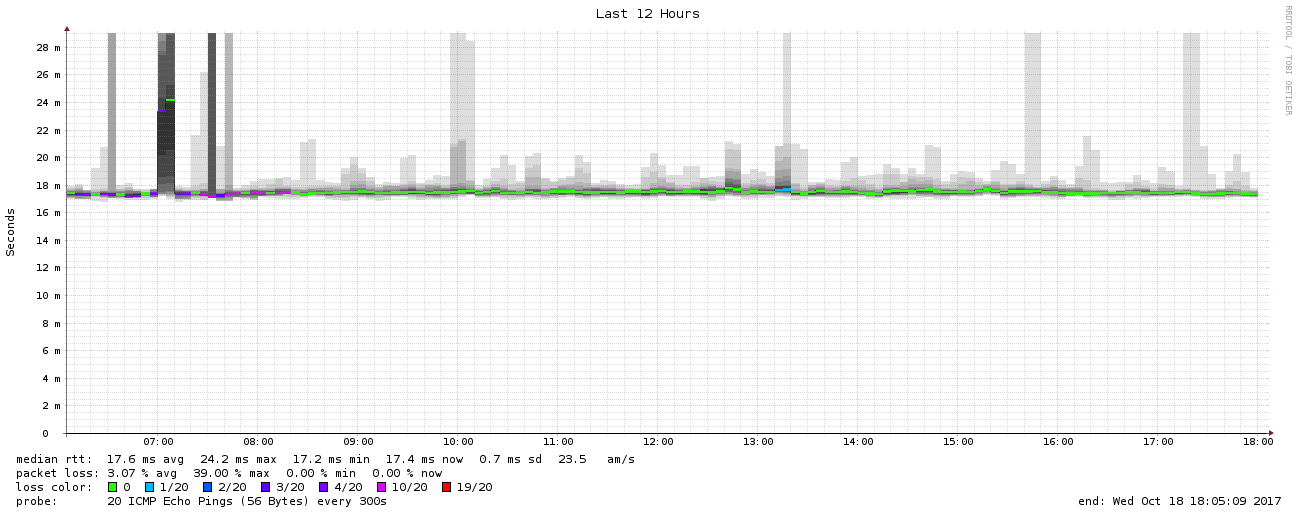 Last 12 Hours
RRDTOOL / TOBI OETIKER
Seconds
28 m
26 m
24 m
22 m
20 m
18 m
16 m
14 m
12 m
10 m
8 m
6 m
4 m
2 m
0
07:00 08:00 09:00 10:00 11:00 12:00 13:00 14:00 15:00 16:00 17:00 18:00
median rtt: 17.6 ms avg 24.2 ms max 17.2 ms min 17.4 ms now 0.7 ms sd 23.5 am/s
packet loss: 3.07 % avg 39.00 % max 0.00 % min 0.00 % now
loss color: 0 1/20 2/20 3/20 4/20 10/20 19/20
probe: 20 ICMP Echo Pings (56 Bytes) every 300s end: Wed Oct 18 18:05:09 2017